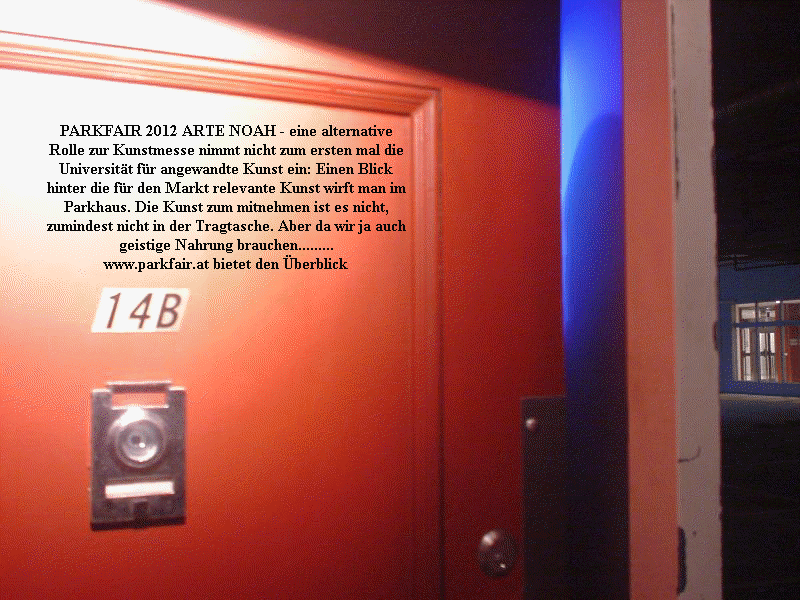 PARKFAIR 2012 ARTE NOAH - eine alternative
Rolle zur Kunstmesse nimmt nicht zum ersten mal die
Universität für angewandte Kunst ein: Einen Blick
hinter die für den Markt relevante Kunst wirft man im
Parkhaus. Die Kunst zum mitnehmen ist es nicht,
zumindest nicht in der Tragtasche. Aber da wir ja auch
geistige Nahrung brauchen.........
www.parkfair.at bietet den Überblick
14B